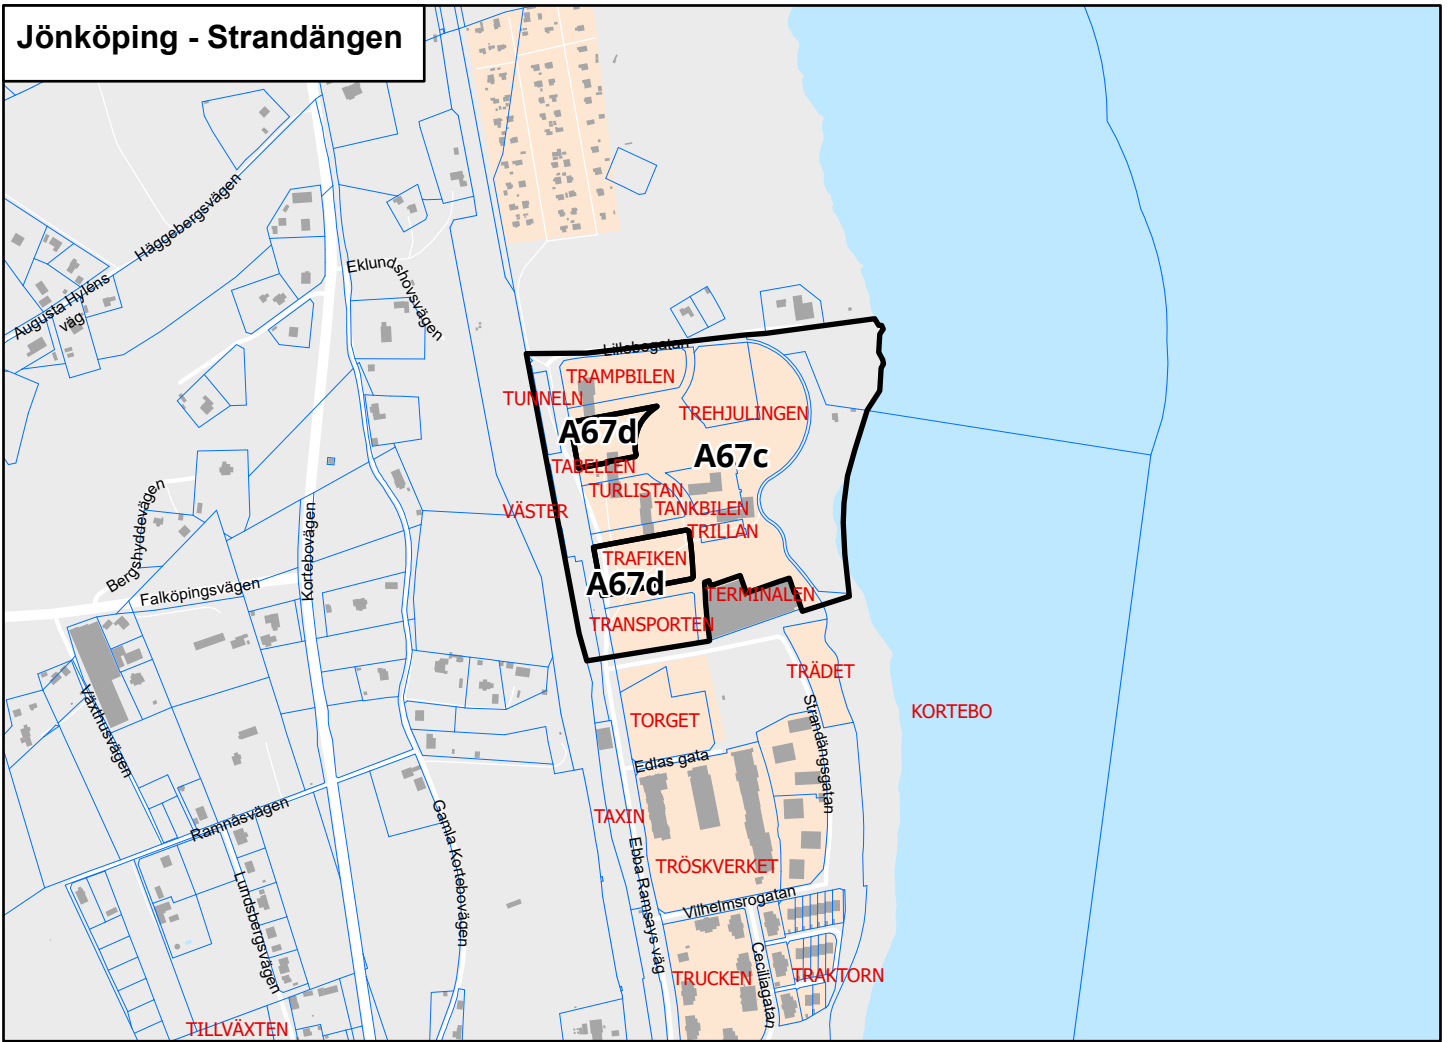 Jönköping - Strandängen
Häggebergsvägen
Augusta Hyléns
väg
Eklundshovsvägen
Lillebogatan
TRAMPBILEN
TUNNELN
TREHJULINGEN
A67d
A67c
TABELLEN
TURLISTAN
VÄSTER
TANKBILEN
TRILLAN
Bergshyddevägen
Kortebovägen
TRAFIKEN
A67d
Falköpingsvägen
TERMINALEN
TRANSPORTEN
TRÄDET
KORTEBO
TORGET
Växthusvägen
Strandängsgatan
Edlas gata
Ramnåsvägen
TAXIN
Gamla Kortebovägen
Ebba Ramsays väg
TRÖSKVERKET
Lundsbergsvägen
Vilhelmsrogatan
Ceciliagatan
TRUCKEN
TRAKTORN
TILLVÄXTEN